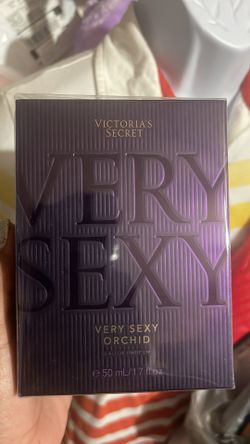 VICTORIA'S
SECRET
VERY
SEXY
VERY SEXY
ORCHID
EAU DE PARFUM
℮ 50 mL/1.7 fl oz